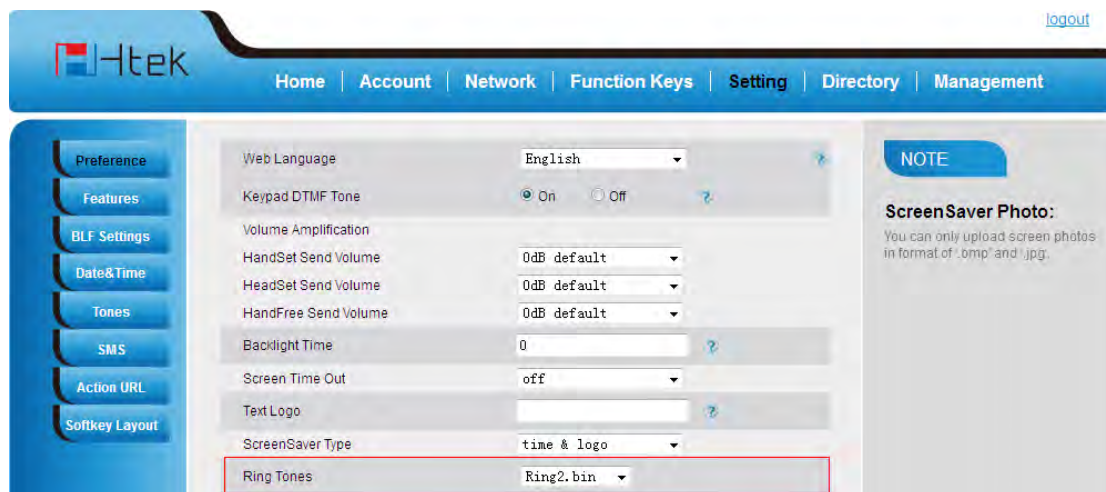 logout
Htek
Home | Account | Network | Function Keys | Setting | Directory | Management
Preference
Features
BLF Settings
Date&Time
Tones
SMS
Action URL
Softkey Layout
Web Language English ?
Keypad DTMF Tone On Off ?
Volume Amplification
HandSet Send Volume 0dB default
HeadSet Send Volume 0dB default
HandFree Send Volume 0dB default
Backlight Time 0 ?
Screen Time Out off
Text Logo ?
ScreenSaver Type time & logo
Ring Tones Ring2.bin
NOTE
ScreenSaver Photo:
You can only upload screen photos
in format of '.bmp' and '.jpg'.